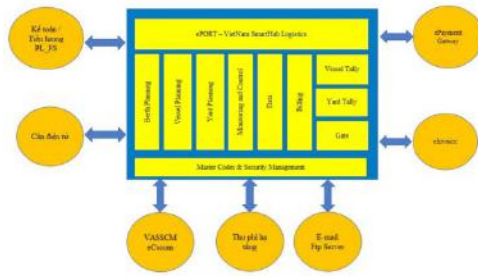 ePORT – VietNam SmartHub Logistics
Kế toán /
Tiền lương
PL_FS
ePayment
Gateway
Berth Planning
Vessel Planning
Yard Planning
Monitoring and Control
Data
Billing
Vessel Tally
Yard Tally
Gate
Cân điện tử
eInvoice
Master Codes & Security Management
VASSCM
eCosom
Thu phí hạ
tầng
E-mail
Ftp Server